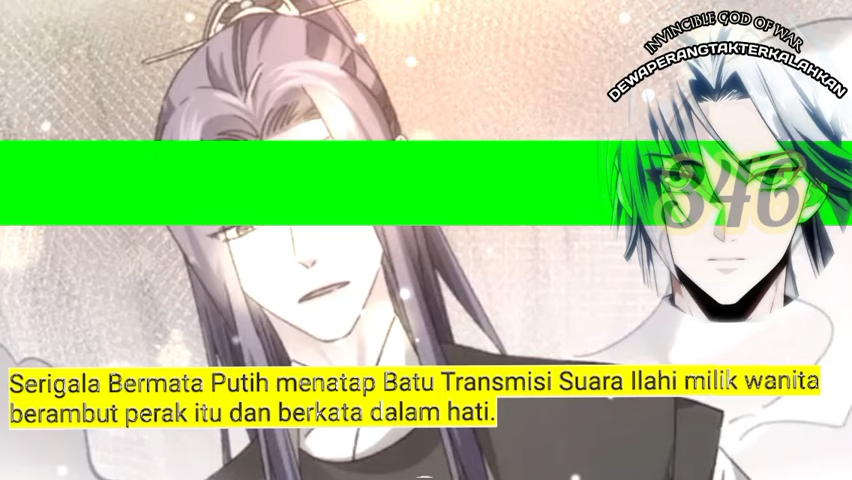 INVINCIBLE GOD OF WAR
DEWAPERANGTAKTERKALAHKAN
346
Serigala Bermata Putih menatap Batu Transmisi Suara Ilahi milik wanita
berambut perak itu dan berkata dalam hati.